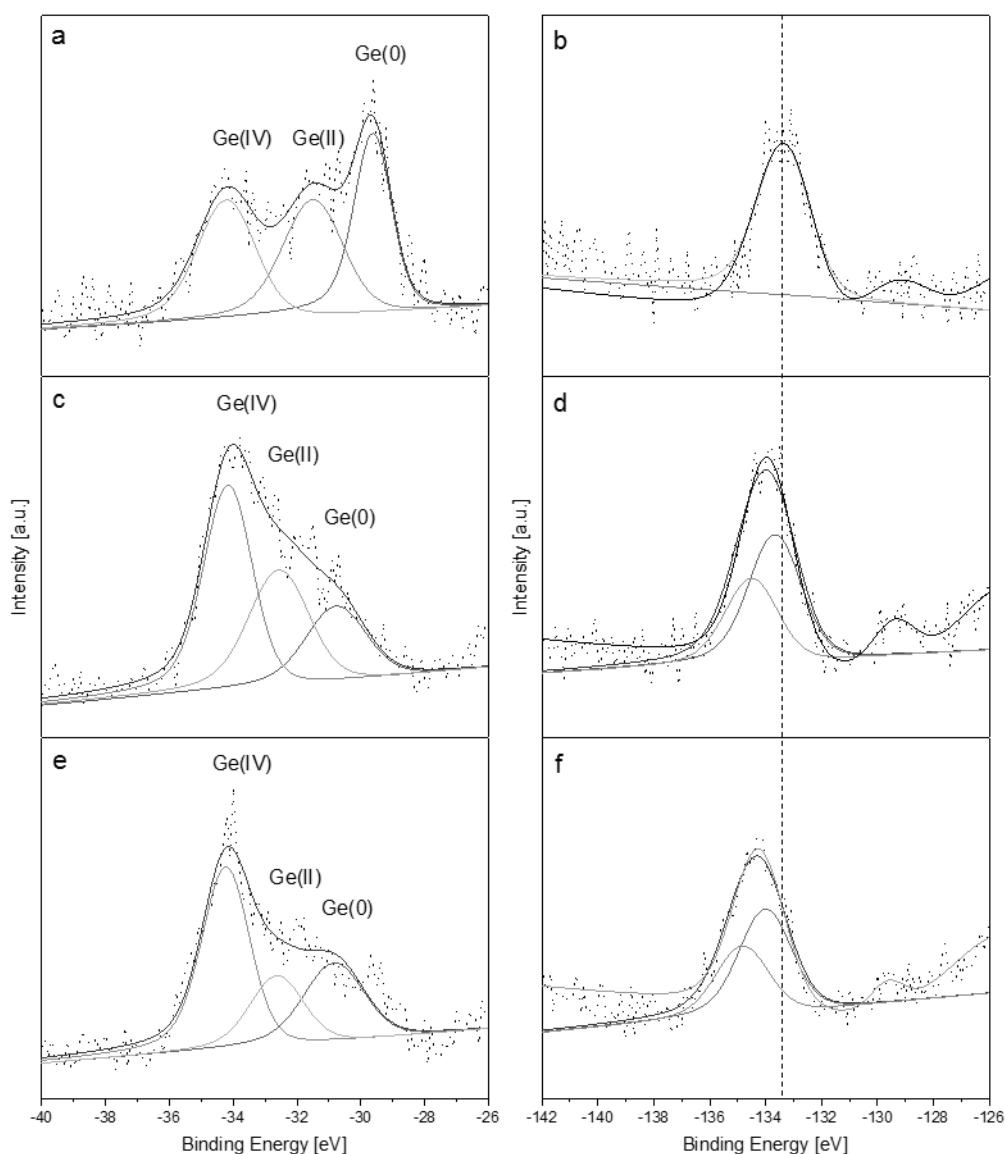 a
Ge(0)
Ge(IV)
Ge(II)
b
c
Ge(IV)
Ge(II)
Ge(0)
d
Intensity [a.u.]
Intensity [a.u.]
e
Ge(IV)
Ge(II)
Ge(0)
f
-40 -38 -36 -34 -32 -30 -28 -26
Binding Energy [eV]
-142 -140 -138 -136 -134 -132 -130 -128 -126
Binding Energy [eV]